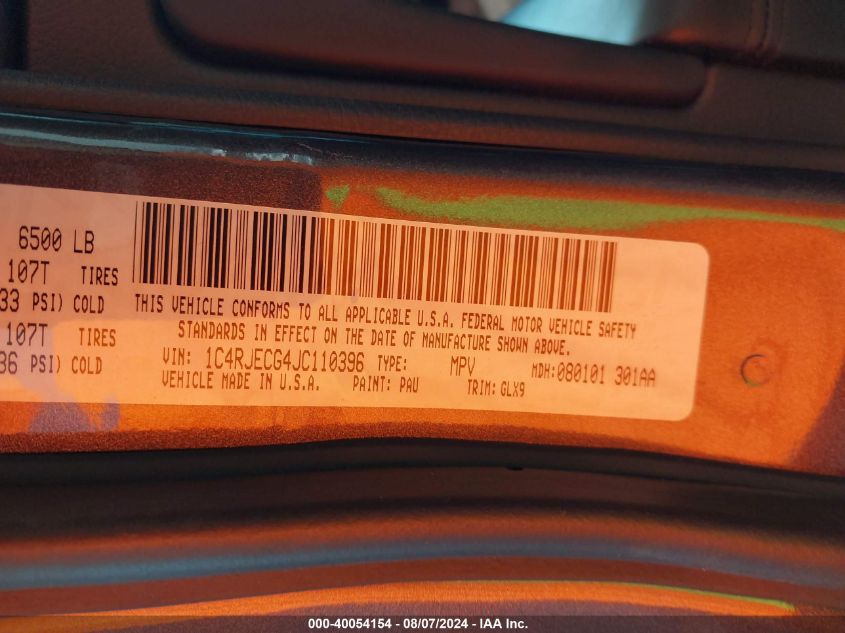 6500 LB
107T TIRES
33 PSI) COLD
107T TIRES
36 PSI) COLD
THIS VEHICLE CONFORMS TO ALL APPLICABLE U.S.A. FEDERAL MOTOR VEHICLE SAFETY
STANDARDS IN EFFECT ON THE DATE OF MANUFACTURE SHOWN ABOVE.
VIN: 1C4RJECG4JC110396 TYPE: MPV MDH:080101 301AA
VEHICLE MADE IN U.S.A. PAINT: PAU TRIM: GLX9
000-40054154 - 08/07/2024 - IAA Inc.